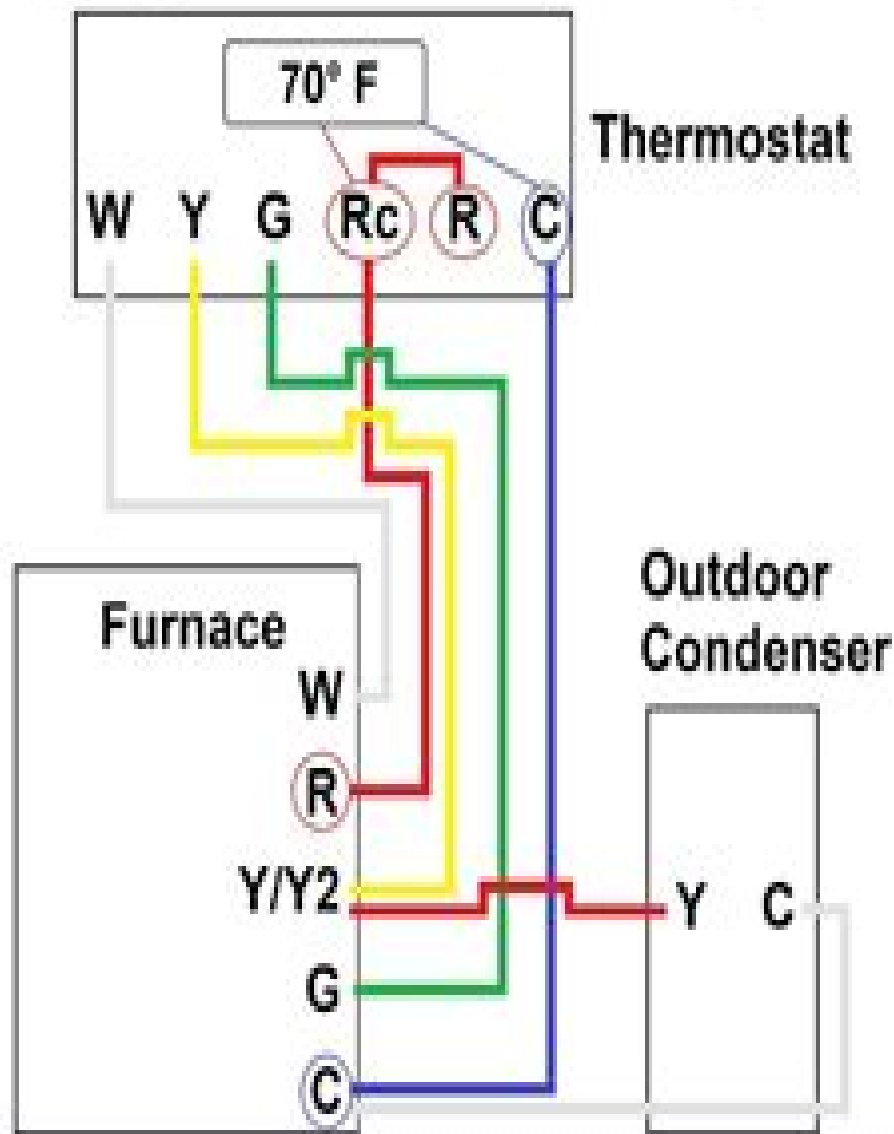 70° F
Thermostat
W Y G Rc R C
Outdoor
Condenser
Furnace
W
R
Y/Y2
Y C
G
C